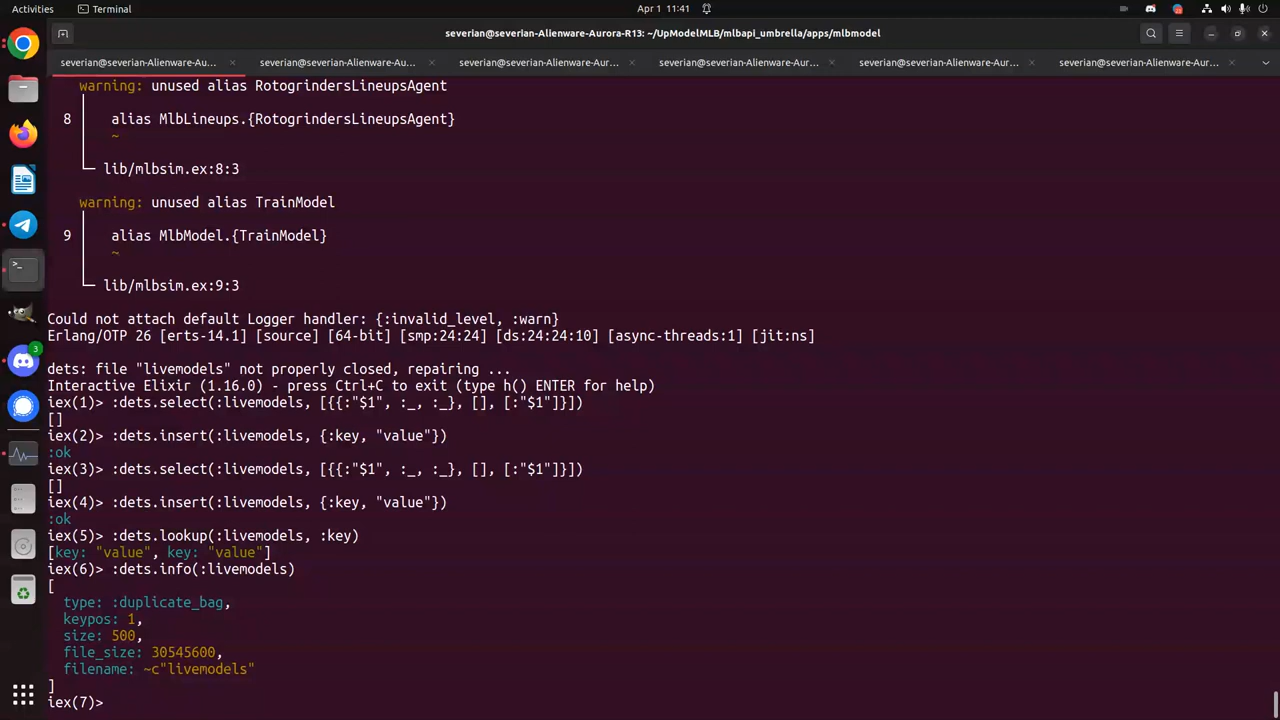 Activities
Terminal
Apr 1 11:41
severian@severian-Alienware-Aurora-R13: ~/UpModelMLB/mlbapi_umbrella/apps/mlbmodel
severian@severian-Alienware-Au...
severian@severian-Alienware-Aur...
severian@severian-Alienware-Aur...
severian@severian-Alienware-Aur...
severian@severian-Alienware-Aur...
severian@severian-Alienware-Aur...
warning: unused alias RotogrindersLineupsAgent
8 │ alias MlbLineups.{RotogrindersLineupsAgent}
│ ~
└─ lib/mlbsim.ex:8:3
warning: unused alias TrainModel
9 │ alias MlbModel.{TrainModel}
│ ~
└─ lib/mlbsim.ex:9:3
Could not attach default Logger handler: {:invalid_level, :warn}
Erlang/OTP 26 [erts-14.1] [source] [64-bit] [smp:24:24] [ds:24:24:10] [async-threads:1] [jit:ns]
dets: file "livemodels" not properly closed, repairing ...
Interactive Elixir (1.16.0) - press Ctrl+C to exit (type h() ENTER for help)
iex(1)> :dets.select(:livemodels, [{{:"$1", :_, :_}, [], [:"$1"]}])
[]
iex(2)> :dets.insert(:livemodels, {:key, "value"})
:ok
iex(3)> :dets.select(:livemodels, [{{:"$1", :_, :_}, [], [:"$1"]}])
[]
iex(4)> :dets.insert(:livemodels, {:key, "value"})
:ok
iex(5)> :dets.lookup(:livemodels, :key)
[key: "value", key: "value"]
iex(6)> :dets.info(:livemodels)
[
type: :duplicate_bag,
keypos: 1,
size: 500,
file_size: 30545600,
filename: ~c"livemodels"
]
iex(7)>
3